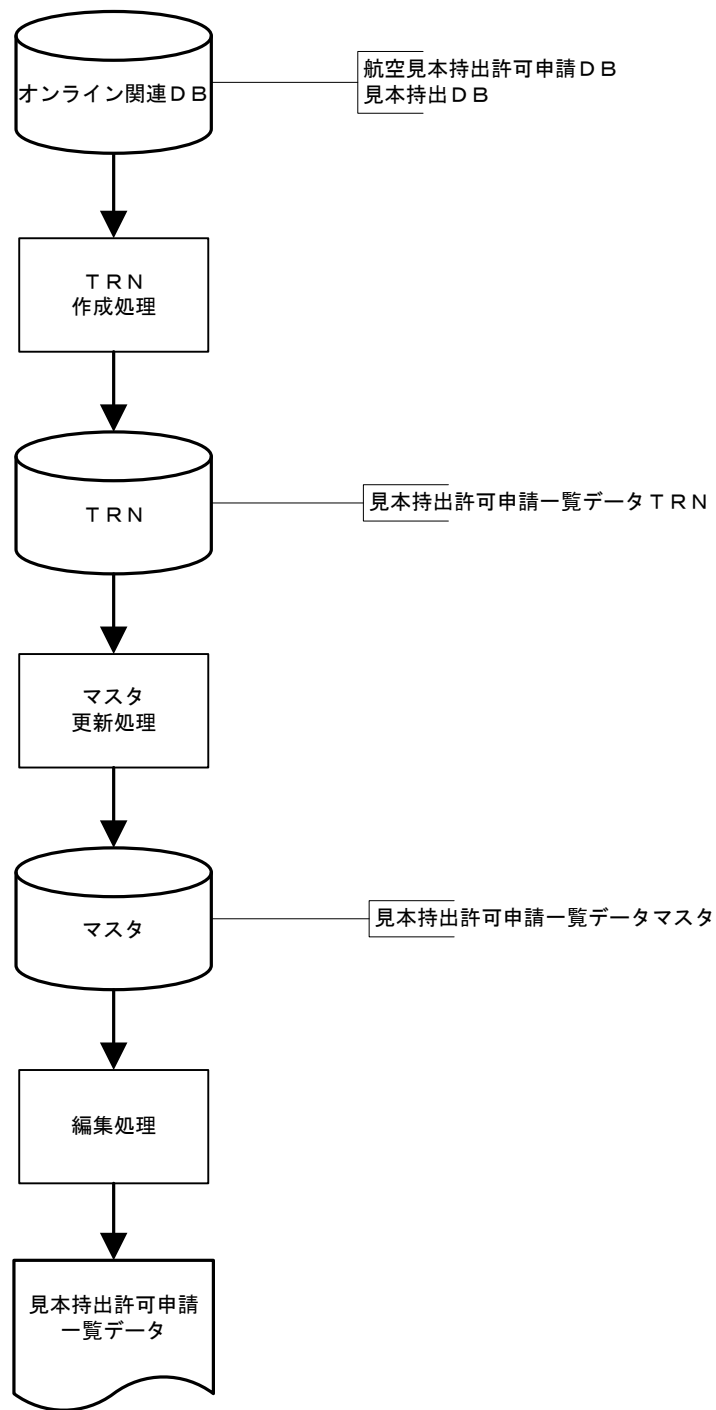 オンライン関連ＤＢ
航空見本持出許可申請ＤＢ
見本持出ＤＢ
ＴＲＮ
作成処理
ＴＲＮ
見本持出許可申請一覧データＴＲＮ
マスタ
更新処理
マスタ
見本持出許可申請一覧データマスタ
編集処理
見本持出許可申請
一覧データ